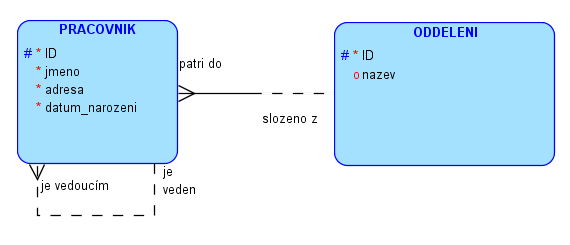 PRACOVNIK
# * ID
* jmeno
* adresa
* datum_narozeni
patri do
slozeno z
ODDELENI
# * ID
o nazev
je vedoucím
je
veden